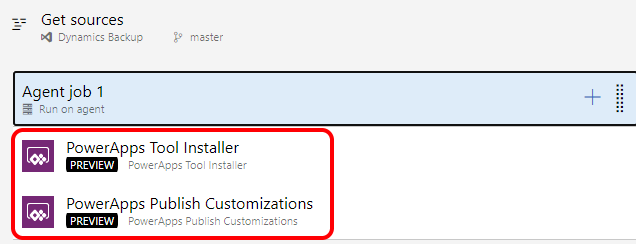 Get sources
Dynamics Backup master
Agent job 1
Run on agent
PowerApps Tool Installer
PREVIEW PowerApps Tool Installer
PowerApps Publish Customizations
PREVIEW PowerApps Publish Customizations